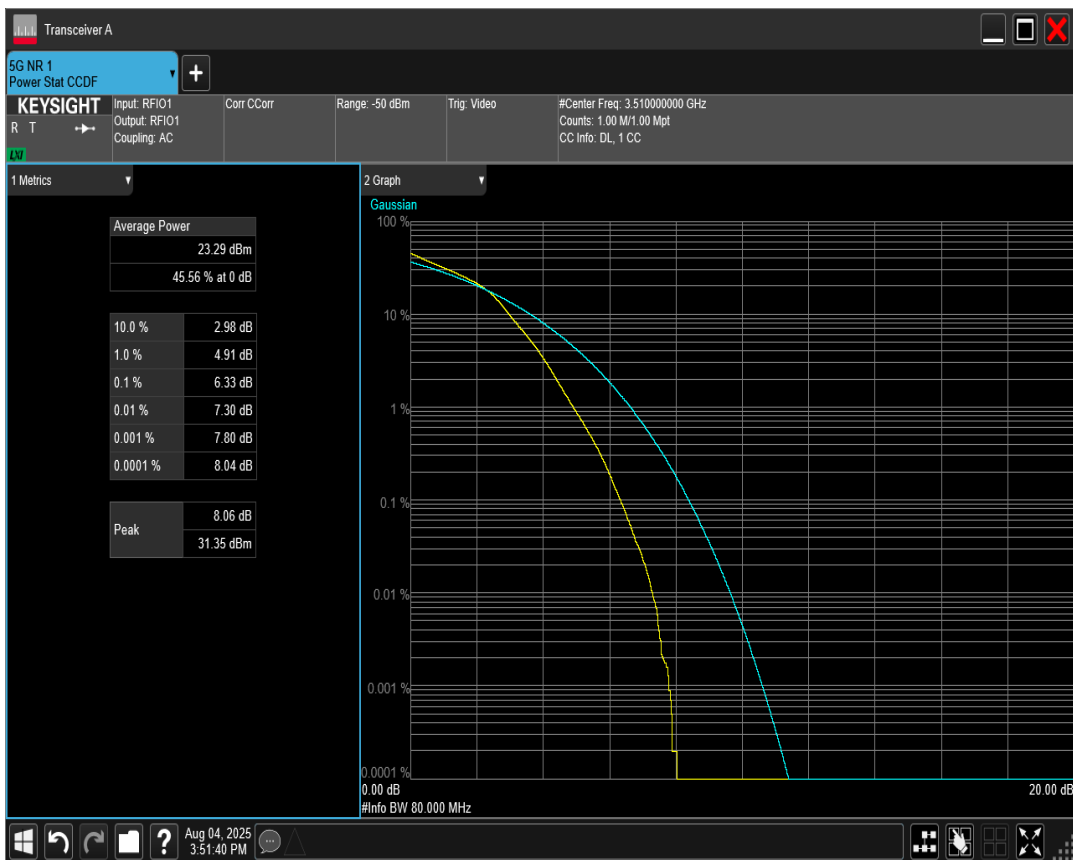 Transceiver A
5G NR 1
Power Stat CCDF
+
KEYSIGHT
R T
LXI
Input: RFIO1
Output: RFIO1
Coupling: AC
Corr CCorr
Range: -50 dBm
Trig: Video
#Center Freq: 3.510000000 GHz
Counts: 1.00 M/1.00 Mpt
CC Info: DL, 1 CC
1 Metrics
Average Power
23.29 dBm
45.56 % at 0 dB
10.0 % 2.98 dB
1.0 % 4.91 dB
0.1 % 6.33 dB
0.01 % 7.30 dB
0.001 % 7.80 dB
0.0001 % 8.04 dB
Peak 8.06 dB
31.35 dBm
2 Graph
Gaussian
100 %
10 %
1 %
0.1 %
0.01 %
0.001 %
0.0001 %
0.00 dB 20.00 dB
#Info BW 80.000 MHz
?
Aug 04, 2025
3:51:40 PM